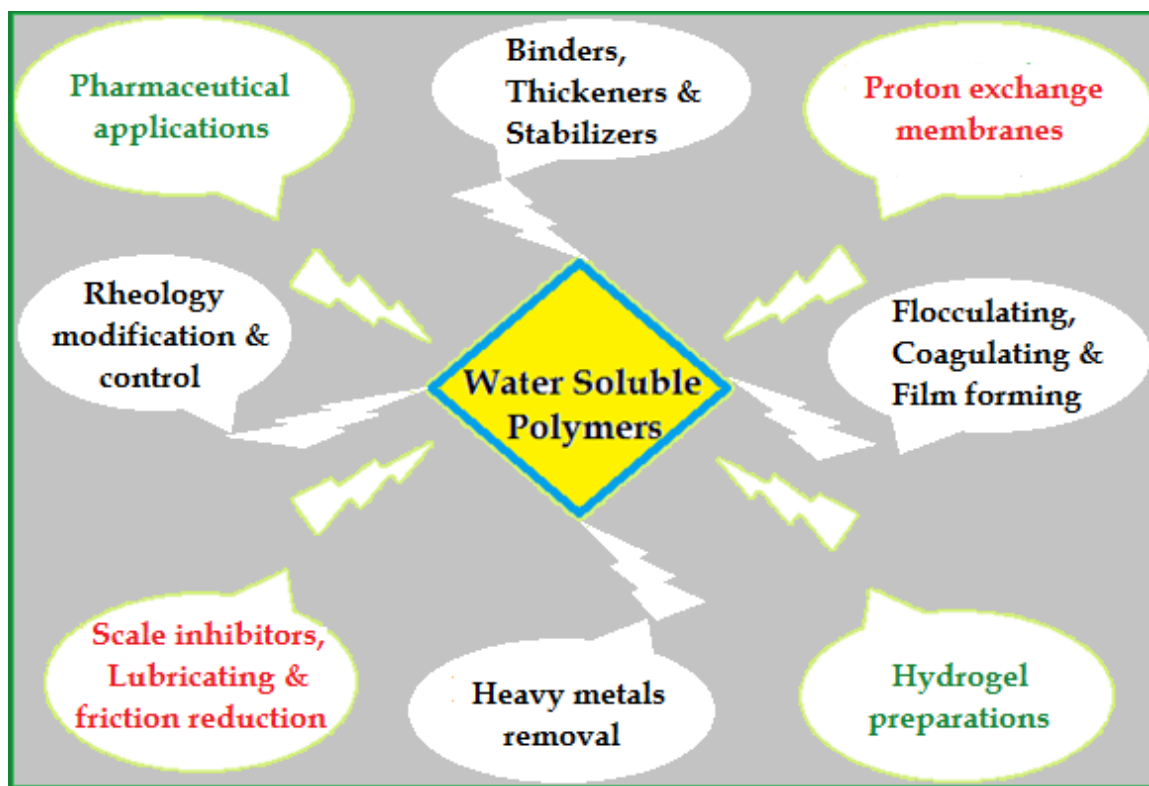 Pharmaceutical
applications
Binders,
Thickeners &
Stabilizers
Proton exchange
membranes
Rheology
modification &
control
Water Soluble
Polymers
Flocculating,
Coagulating &
Film forming
Scale inhibitors,
Lubricating &
friction reduction
Heavy metals
removal
Hydrogel
preparations